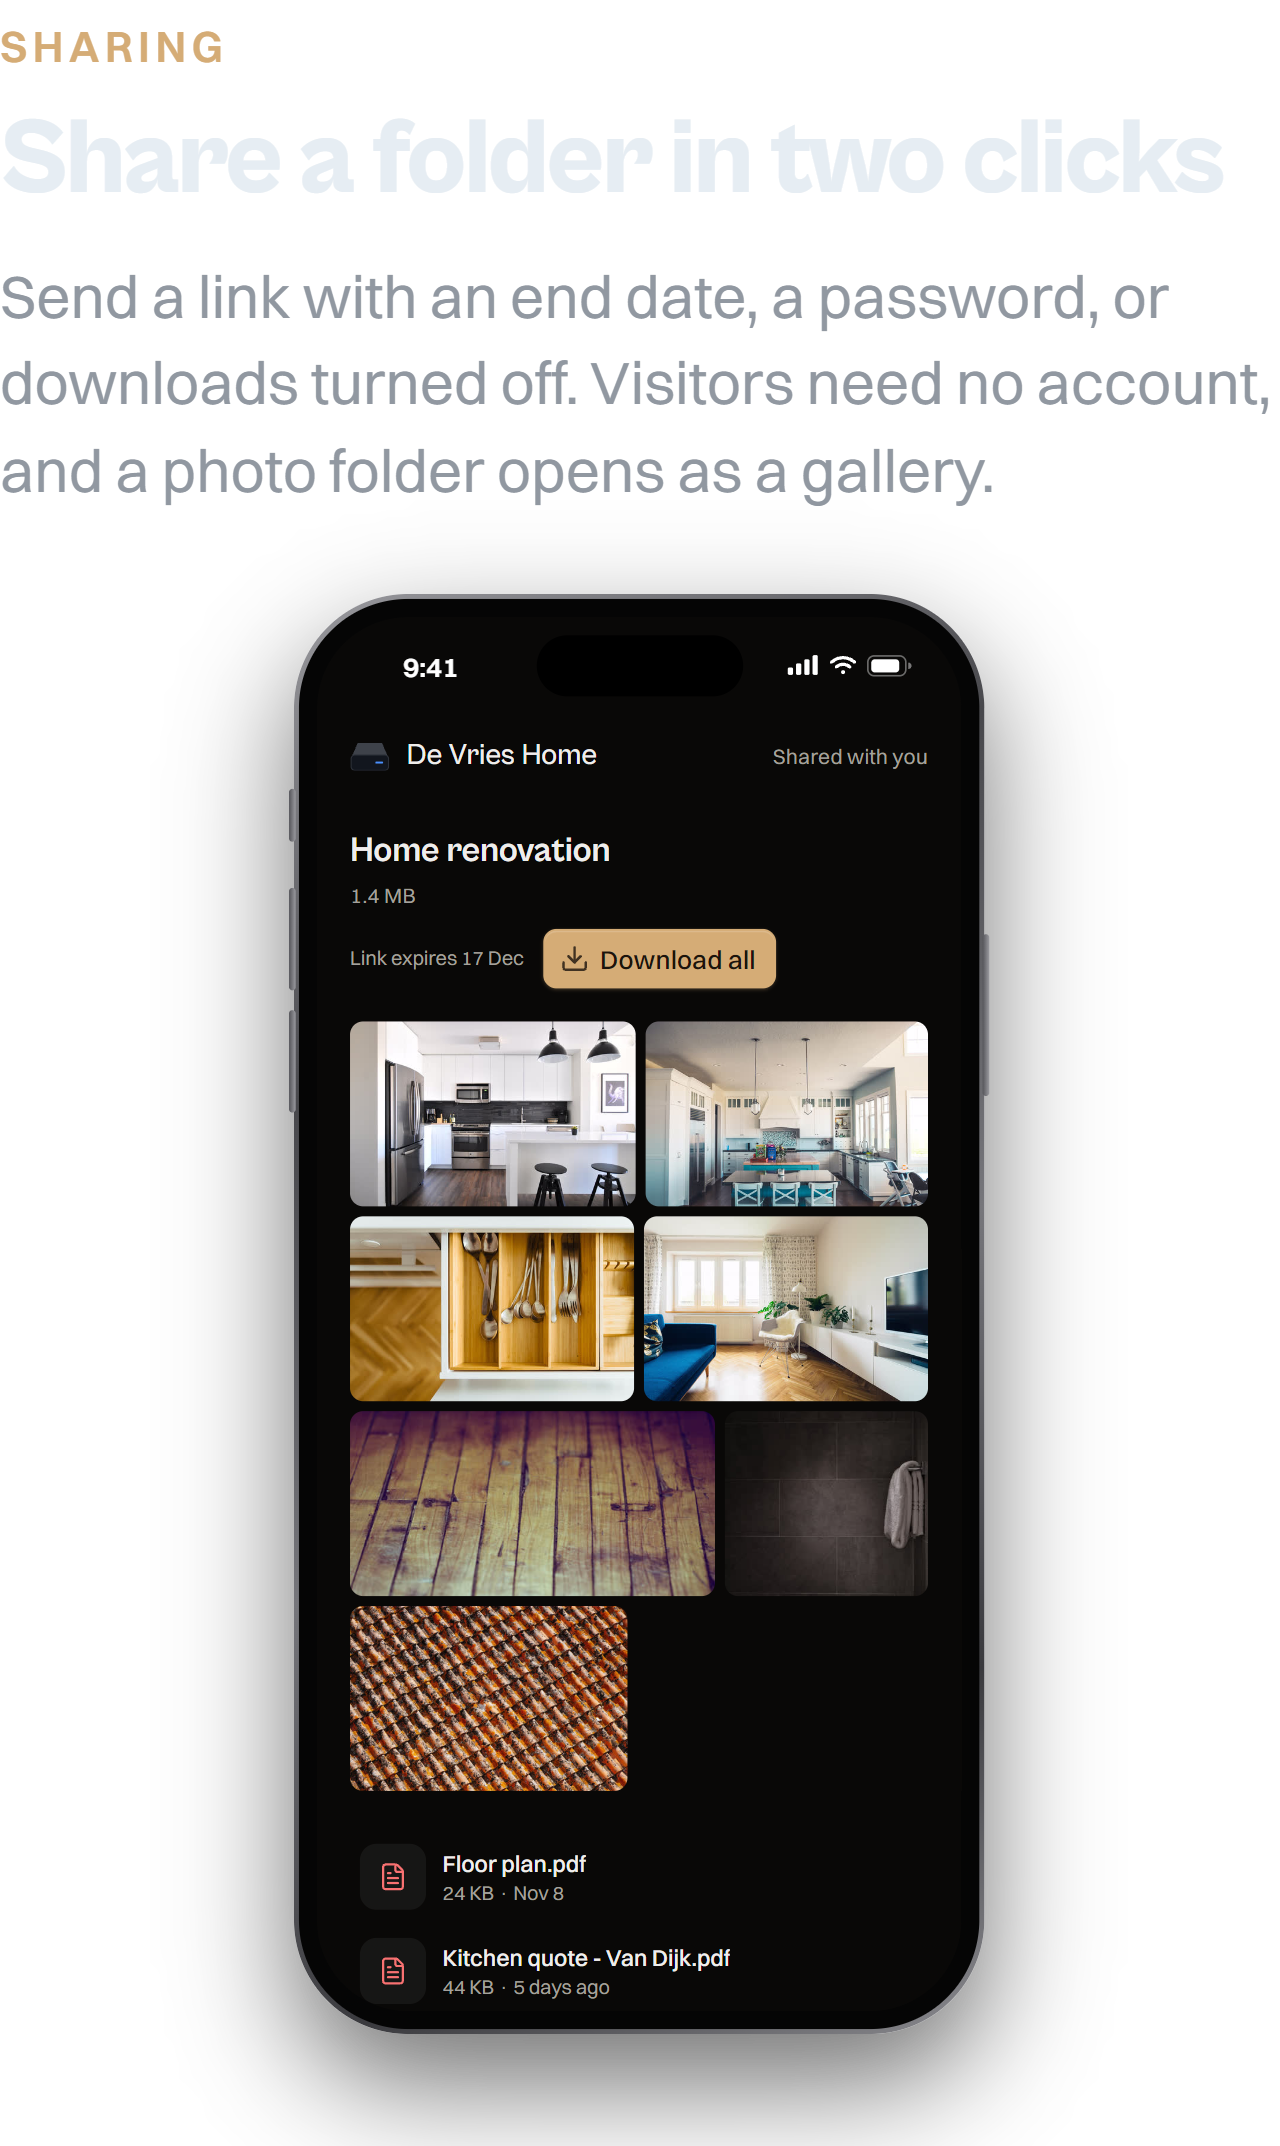 SHARING
Share a folder in two clicks
Send a link with an end date, a password, or
downloads turned off. Visitors need no account,
and a photo folder opens as a gallery.
9:41
De Vries Home
Shared with you
Home renovation
1.4 MB
Link expires 17 Dec
Download all
Floor plan.pdf
24 KB · Nov 8
Kitchen quote - Van Dijk.pdf
44 KB · 5 days ago